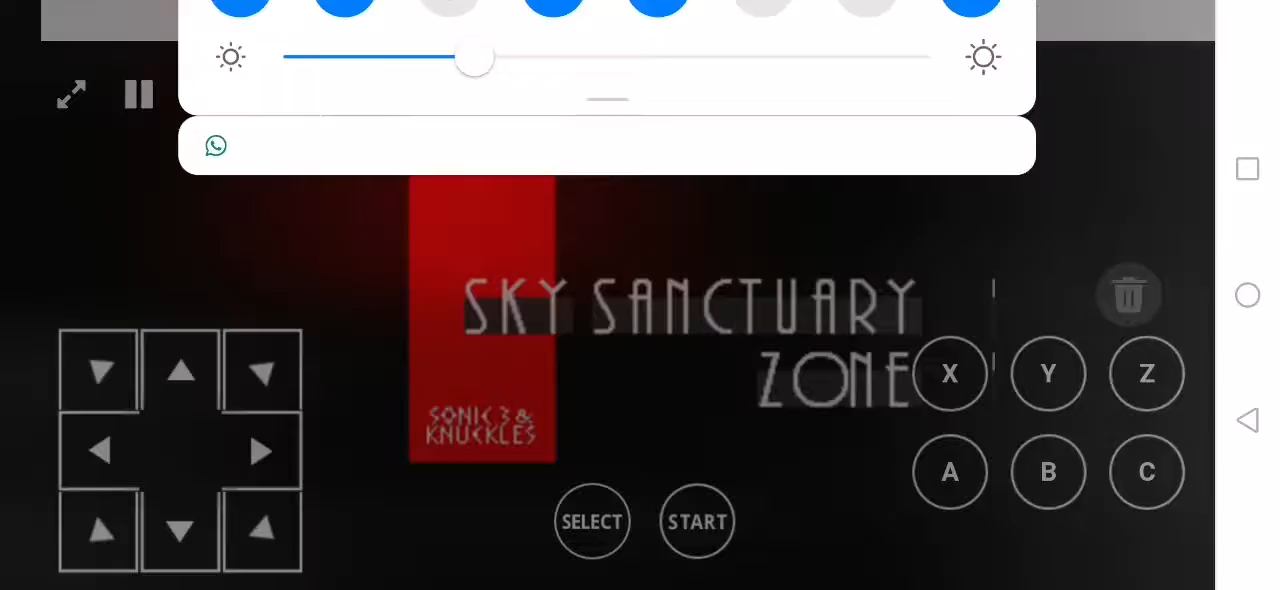 SKY SANCTUARY
ZONE
SONIC 3 &
KNUCKLES
X
Y
Z
A
B
C
SELECT
START